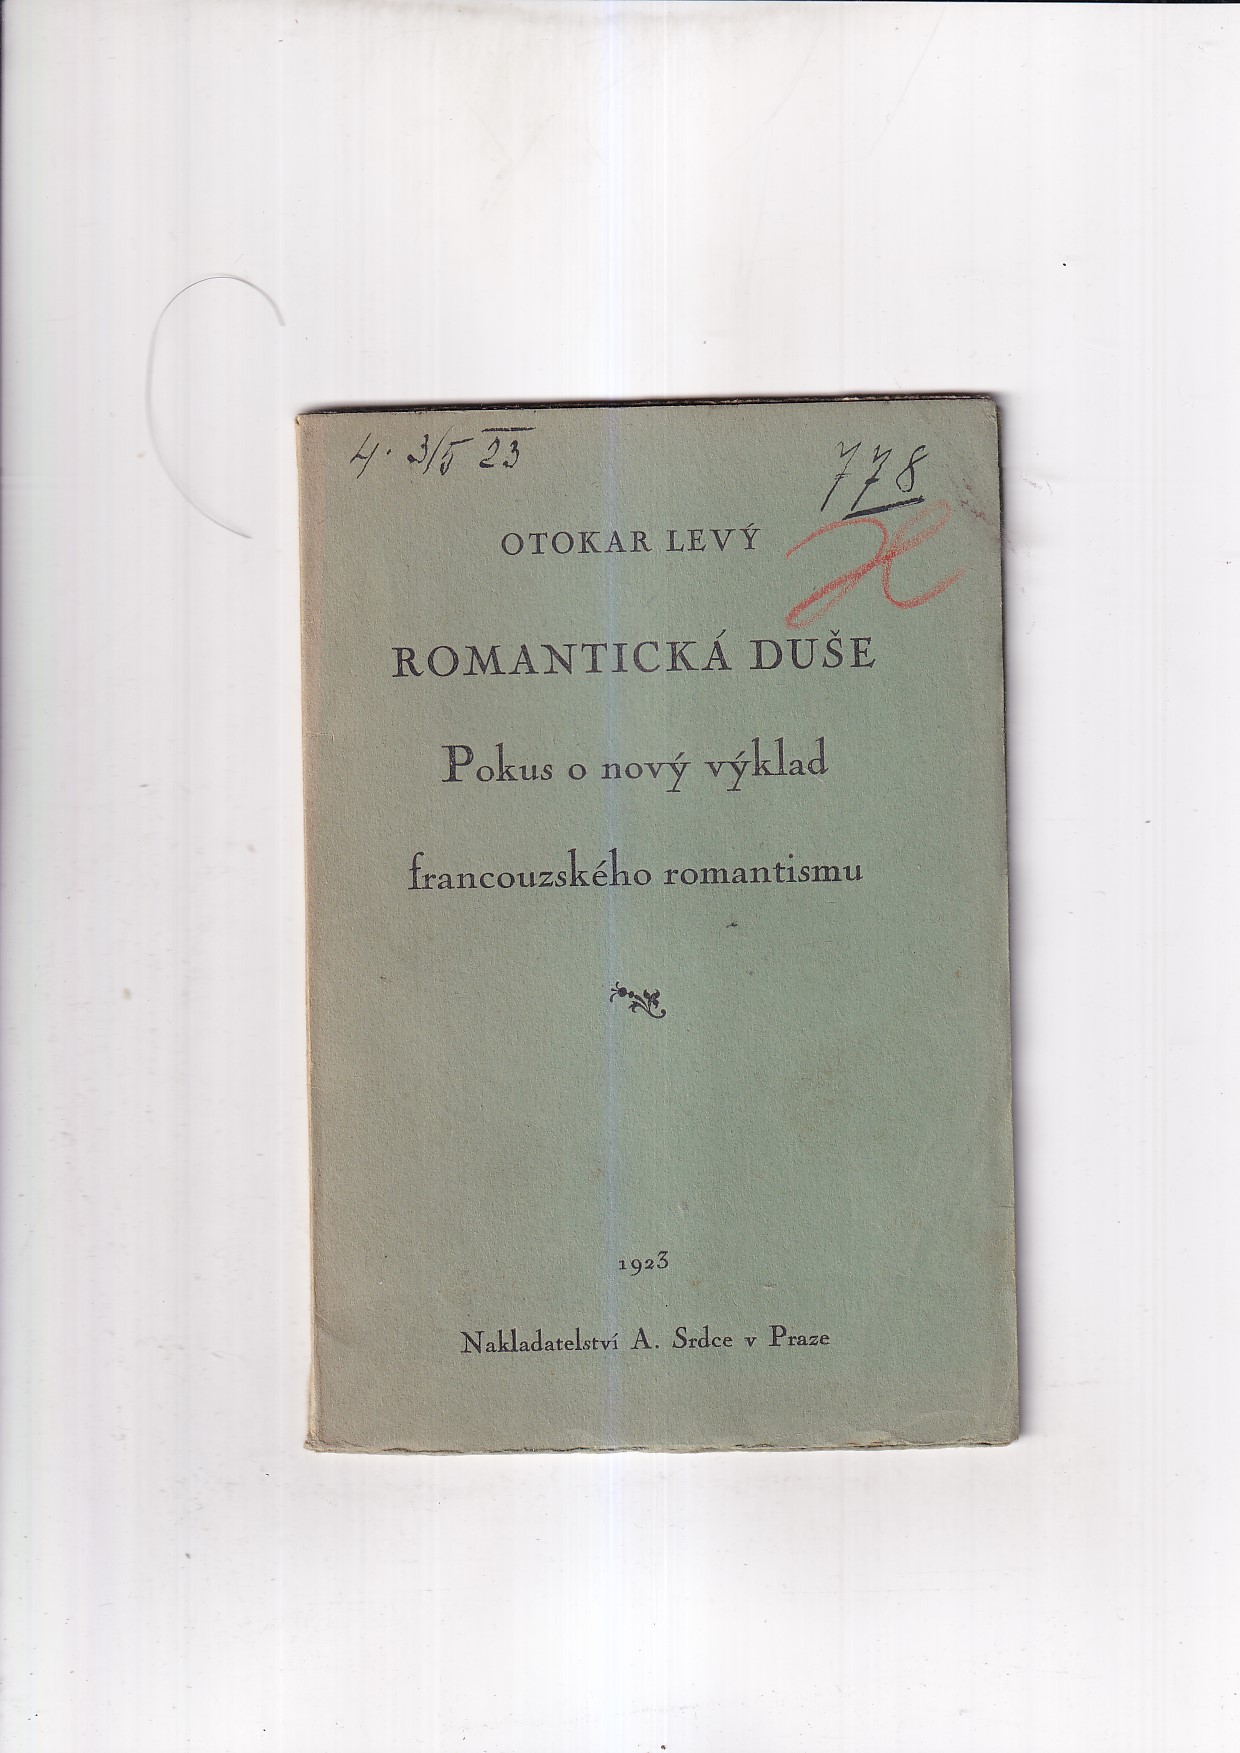 4. 3/5 23
778
OTOKAR LEVÝ
ROMANTICKÁ DUŠE
Pokus o nový výklad
francouzského romantismu
1923
Nakladatelství A. Srdce v Praze